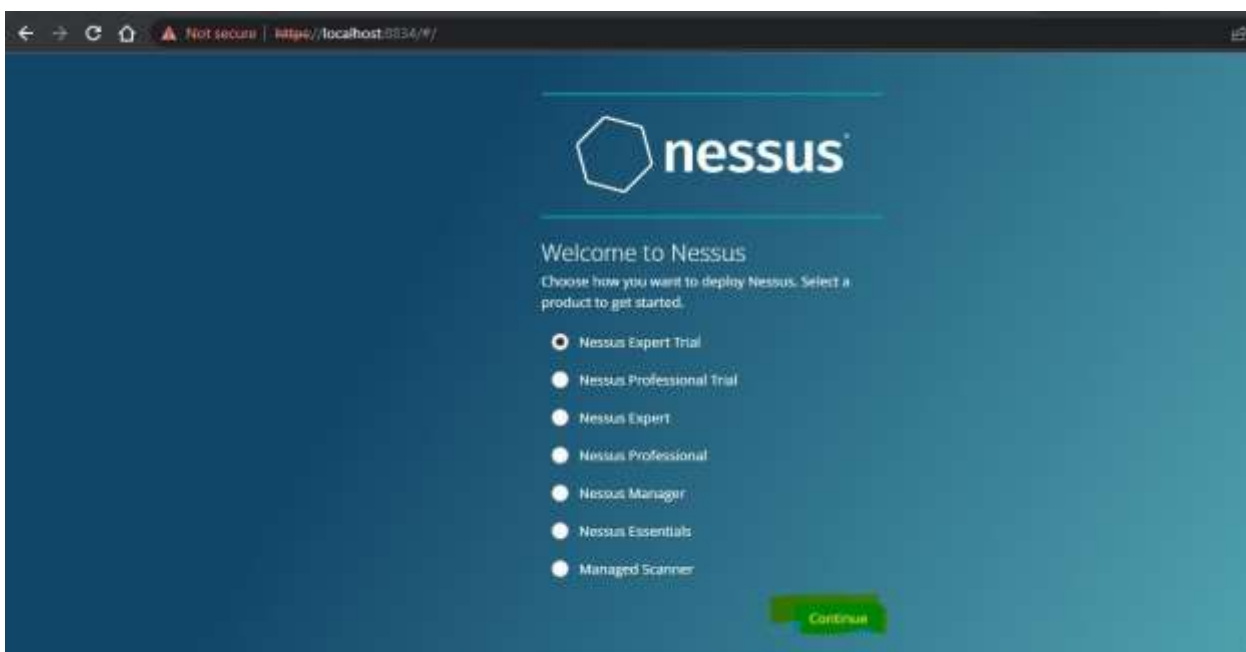 Not secure | https://localhost:8834/#/
nessus
Welcome to Nessus
Choose how you want to deploy Nessus. Select a
product to get started.
Nessus Expert Trial
Nessus Professional Trial
Nessus Expert
Nessus Professional
Nessus Manager
Nessus Essentials
Managed Scanner
Continue